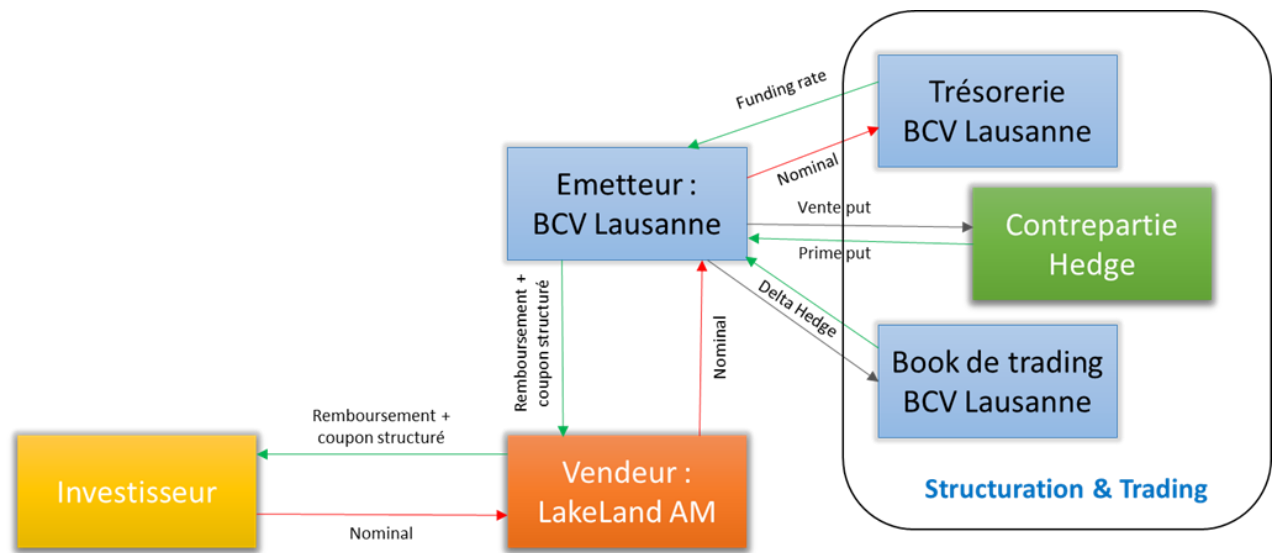 Funding rate
Trésorerie
BCV Lausanne
Nominal
Emetteur :
BCV Lausanne
Vente put
Prime put
Contrepartie
Hedge
Delta Hedge
Book de trading
BCV Lausanne
Remboursement +
coupon structuré
Nominal
Remboursement +
coupon structuré
Investisseur
Nominal
Vendeur :
LakeLand AM
Structuration & Trading